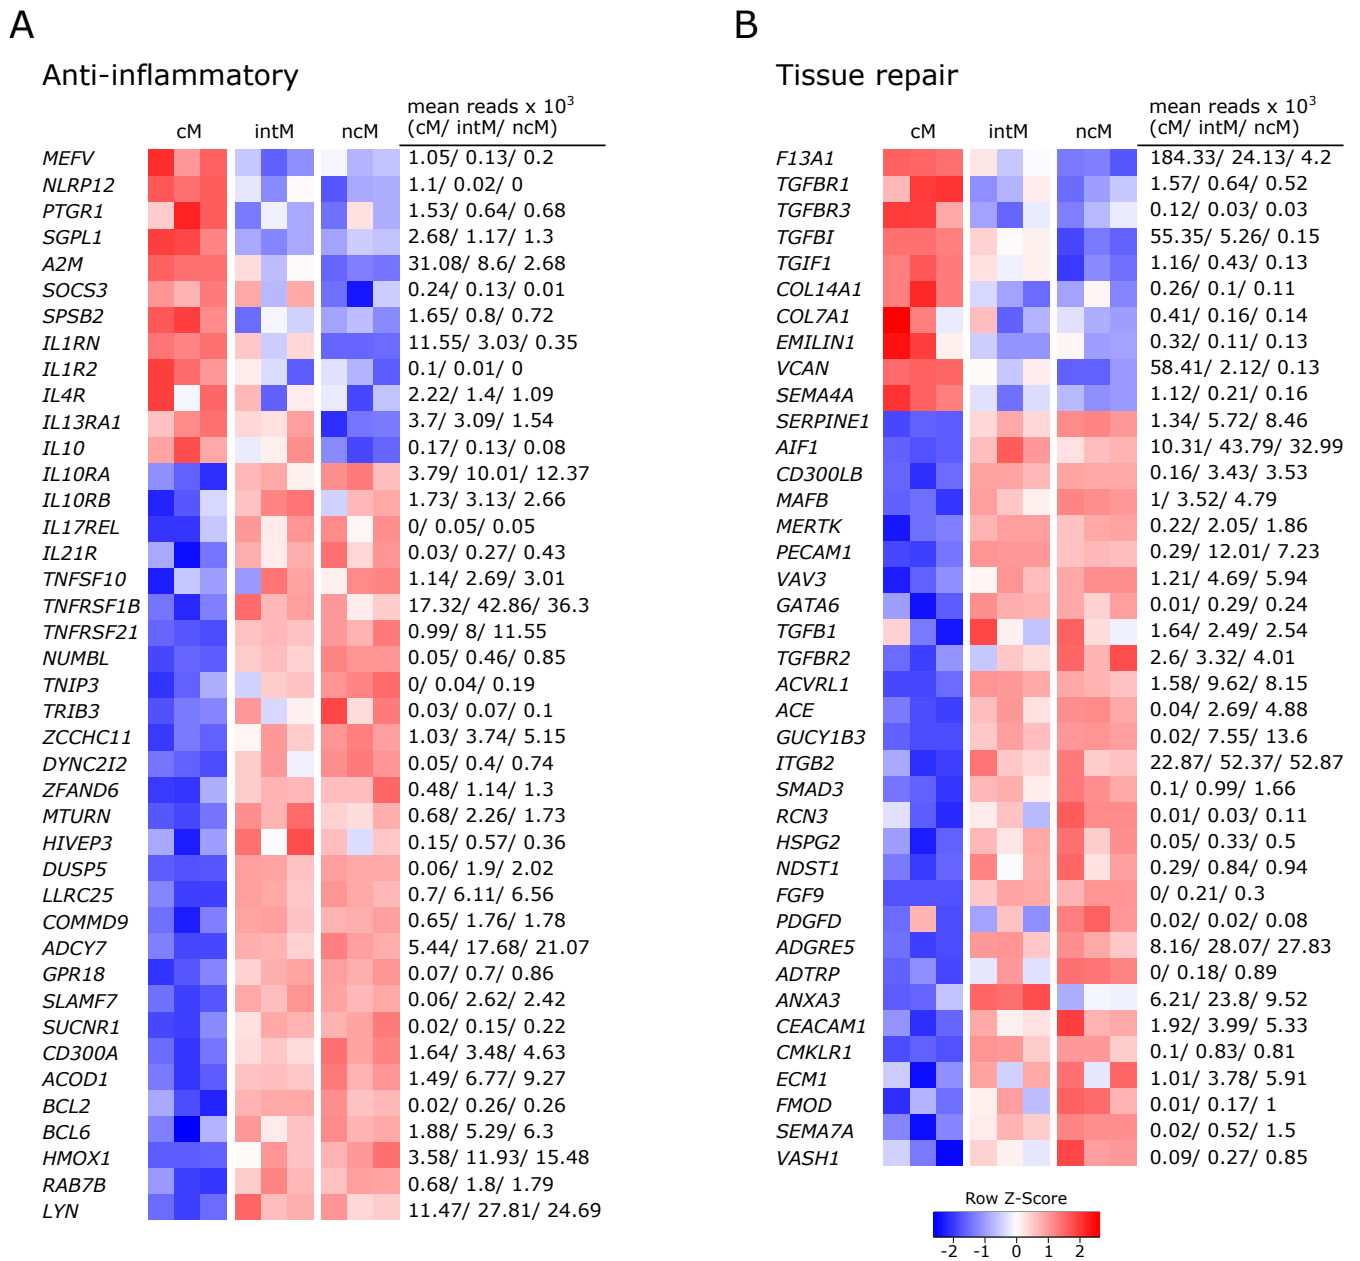 A
Anti-inflammatory
mean reads x 10³
cM intM ncM (cM/ intM/ ncM)
MEFV 1.05/ 0.13/ 0.2
NLRP12 1.1/ 0.02/ 0
PTGR1 1.53/ 0.64/ 0.68
SGPL1 2.68/ 1.17/ 1.3
A2M 31.08/ 8.6/ 2.68
SOCS3 0.24/ 0.13/ 0.01
SPSB2 1.65/ 0.8/ 0.72
IL1RN 11.55/ 3.03/ 0.35
IL1R2 0.1/ 0.01/ 0
IL4R 2.22/ 1.4/ 1.09
IL13RA1 3.7/ 3.09/ 1.54
IL10 0.17/ 0.13/ 0.08
IL10RA 3.79/ 10.01/ 12.37
IL10RB 1.73/ 3.13/ 2.66
IL17REL 0/ 0.05/ 0.05
IL21R 0.03/ 0.27/ 0.43
TNFSF10 1.14/ 2.69/ 3.01
TNFRSF1B 17.32/ 42.86/ 36.3
TNFRSF21 0.99/ 8/ 11.55
NUMBL 0.05/ 0.46/ 0.85
TNIP3 0/ 0.04/ 0.19
TRIB3 0.03/ 0.07/ 0.1
ZCCHC11 1.03/ 3.74/ 5.15
DYNC2I2 0.05/ 0.4/ 0.74
ZFAND6 0.48/ 1.14/ 1.3
MTURN 0.68/ 2.26/ 1.73
HIVEP3 0.15/ 0.57/ 0.36
DUSP5 0.06/ 1.9/ 2.02
LLRC25 0.7/ 6.11/ 6.56
COMMD9 0.65/ 1.76/ 1.78
ADCY7 5.44/ 17.68/ 21.07
GPR18 0.07/ 0.7/ 0.86
SLAMF7 0.06/ 2.62/ 2.42
SUCNR1 0.02/ 0.15/ 0.22
CD300A 1.64/ 3.48/ 4.63
ACOD1 1.49/ 6.77/ 9.27
BCL2 0.02/ 0.26/ 0.26
BCL6 1.88/ 5.29/ 6.3
HMOX1 3.58/ 11.93/ 15.48
RAB7B 0.68/ 1.8/ 1.79
LYN 11.47/ 27.81/ 24.69
B
Tissue repair
mean reads x 10³
cM intM ncM (cM/ intM/ ncM)
F13A1 184.33/ 24.13/ 4.2
TGFBR1 1.57/ 0.64/ 0.52
TGFBR3 0.12/ 0.03/ 0.03
TGFBI 55.35/ 5.26/ 0.15
TGIF1 1.16/ 0.43/ 0.13
COL14A1 0.26/ 0.1/ 0.11
COL7A1 0.41/ 0.16/ 0.14
EMILIN1 0.32/ 0.11/ 0.13
VCAN 58.41/ 2.12/ 0.13
SEMA4A 1.12/ 0.21/ 0.16
SERPINE1 1.34/ 5.72/ 8.46
AIF1 10.31/ 43.79/ 32.99
CD300LB 0.16/ 3.43/ 3.53
MAFB 1/ 3.52/ 4.79
MERTK 0.22/ 2.05/ 1.86
PECAM1 0.29/ 12.01/ 7.23
VAV3 1.21/ 4.69/ 5.94
GATA6 0.01/ 0.29/ 0.24
TGFB1 1.64/ 2.49/ 2.54
TGFBR2 2.6/ 3.32/ 4.01
ACVRL1 1.58/ 9.62/ 8.15
ACE 0.04/ 2.69/ 4.88
GUCY1B3 0.02/ 7.55/ 13.6
ITGB2 22.87/ 52.37/ 52.87
SMAD3 0.1/ 0.99/ 1.66
RCN3 0.01/ 0.03/ 0.11
HSPG2 0.05/ 0.33/ 0.5
NDST1 0.29/ 0.84/ 0.94
FGF9 0/ 0.21/ 0.3
PDGFD 0.02/ 0.02/ 0.08
ADGRE5 8.16/ 28.07/ 27.83
ADTRP 0/ 0.18/ 0.89
ANXA3 6.21/ 23.8/ 9.52
CEACAM1 1.92/ 3.99/ 5.33
CMKLR1 0.1/ 0.83/ 0.81
ECM1 1.01/ 3.78/ 5.91
FMOD 0.01/ 0.17/ 1
SEMA7A 0.02/ 0.52/ 1.5
VASH1 0.09/ 0.27/ 0.85
Row Z-Score
-2 -1 0 1 2